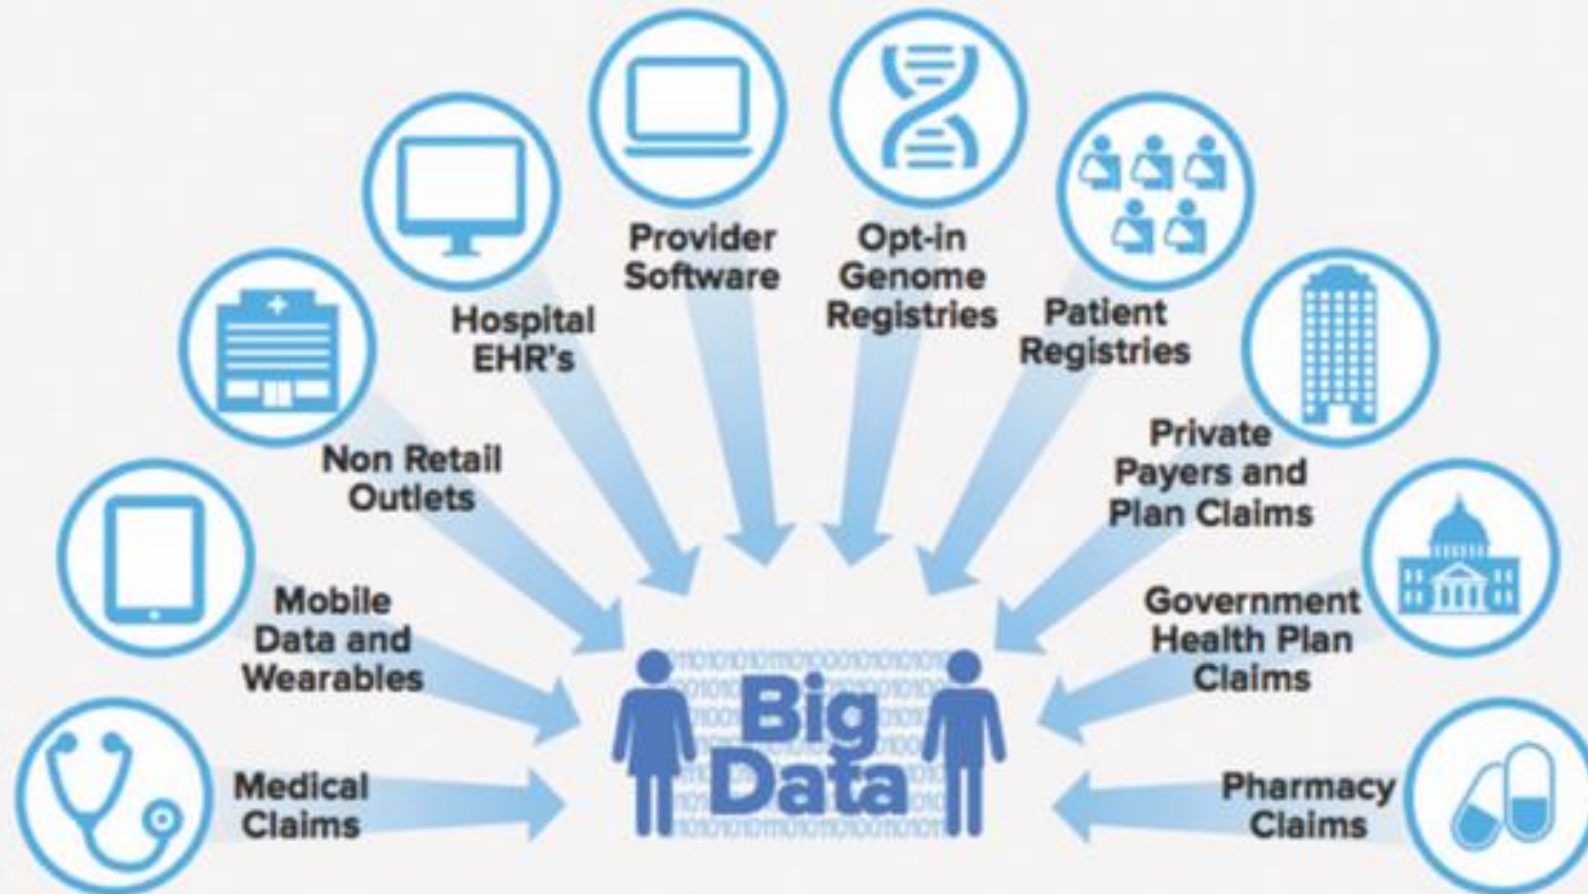 Provider
Software
Opt-in
Genome
Registries
Hospital
EHR's
Patient
Registries
Non Retail
Outlets
Private
Payers and
Plan Claims
Mobile
Data and
Wearables
Government
Health Plan
Claims
Medical
Claims
Big
Data
Pharmacy
Claims